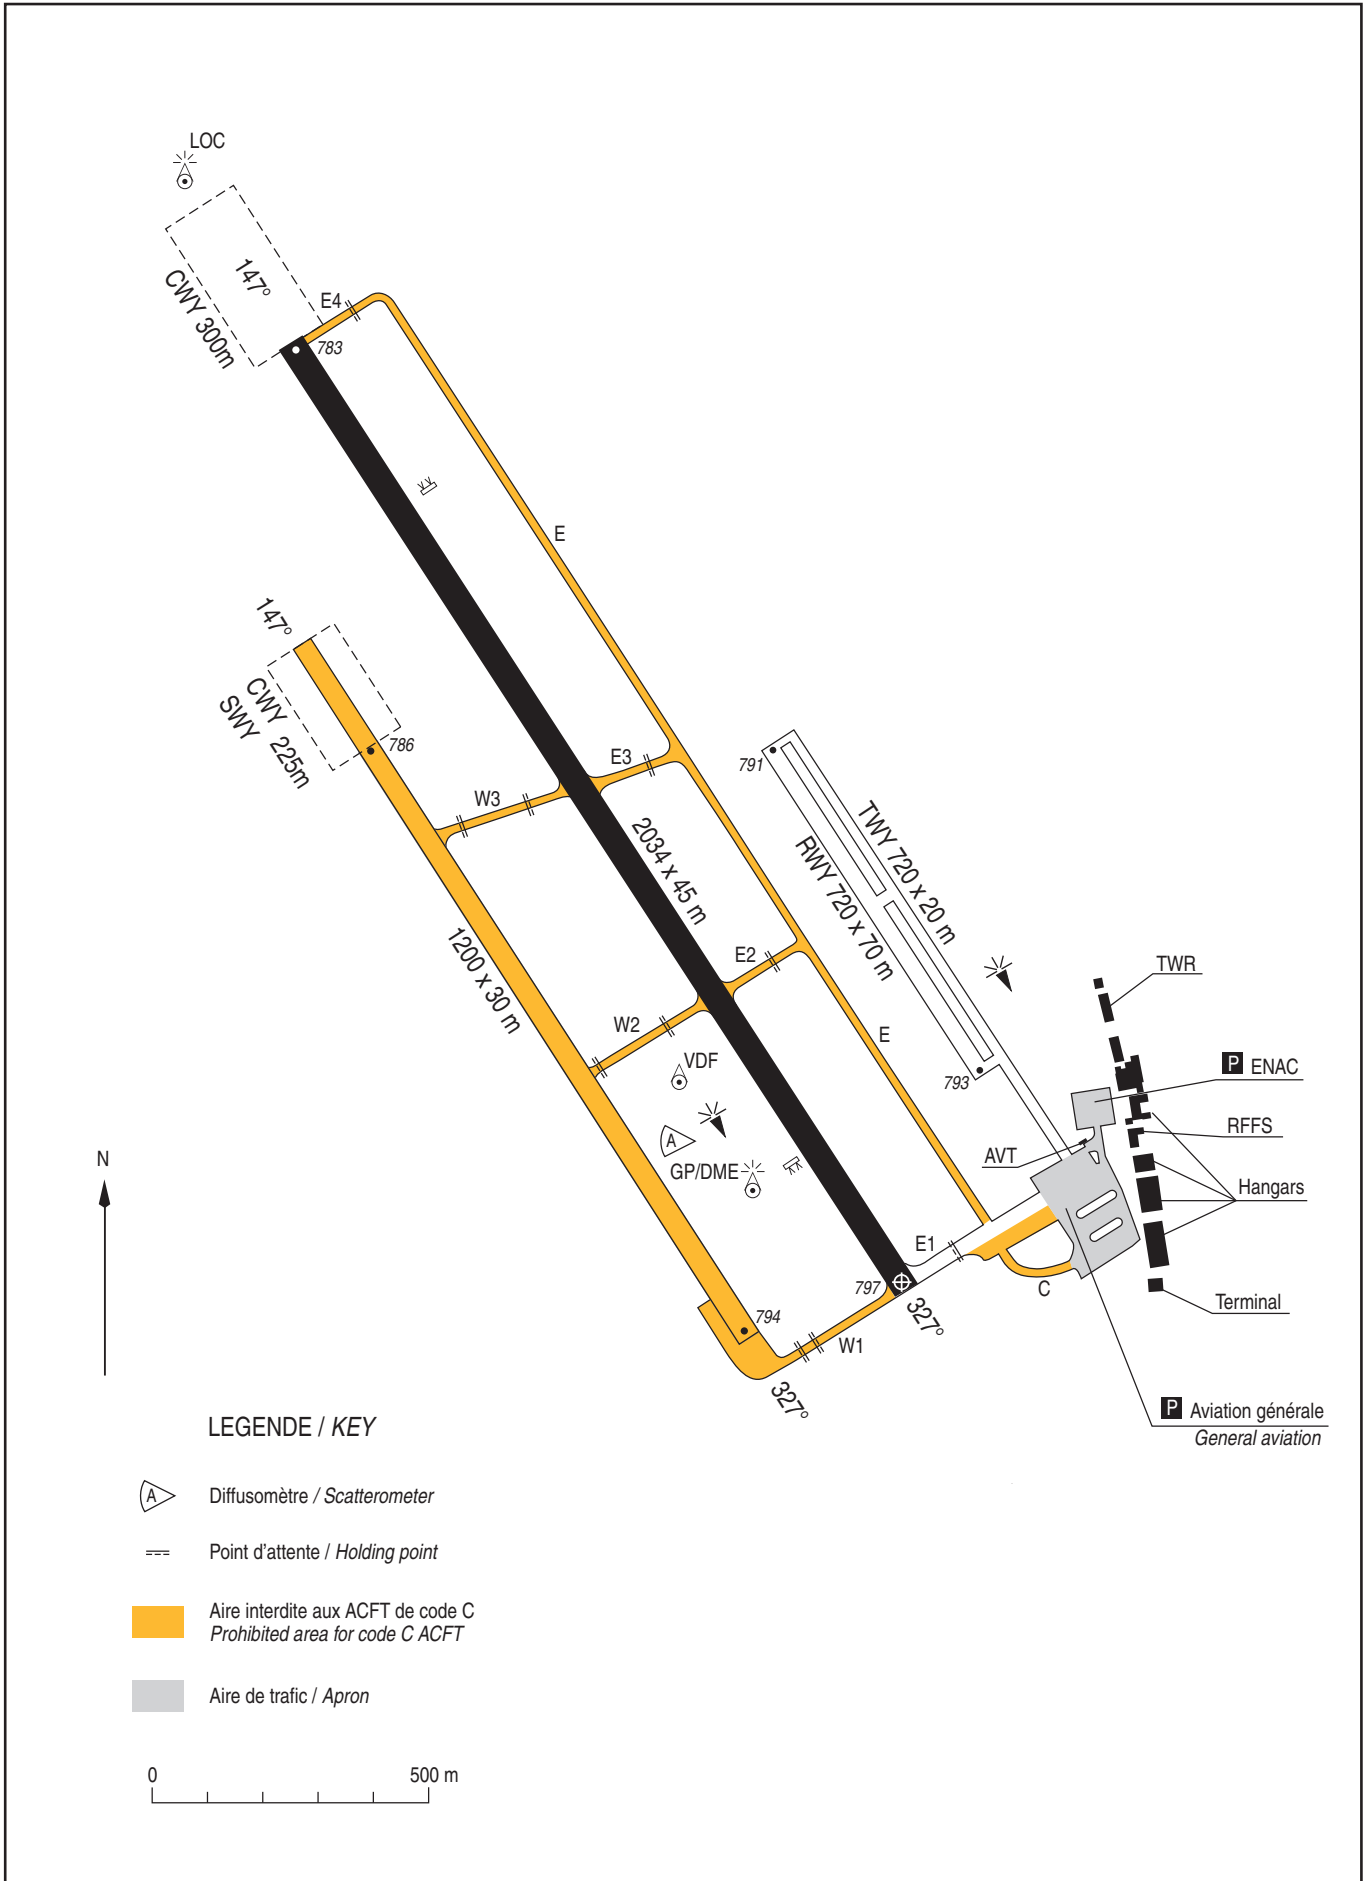 LOC
147°
CWY 300m
E4
783
E
147°
CWY
SWY 225m
786
E3
W3
791
TWY 720 x 20 m
RWY 720 x 70 m
2034 x 45 m
1200 x 30 m
E2
W2
E
TWR
VDF
793
P ENAC
A
GP/DME
AVT
RFFS
Hangars
N
E1
797
327°
C
794
W1
Terminal
327°
P Aviation générale
General aviation
LEGENDE / KEY
A Diffusomètre / Scatterometer
Point d'attente / Holding point
Aire interdite aux ACFT de code C
Prohibited area for code C ACFT
Aire de trafic / Apron
0 500 m